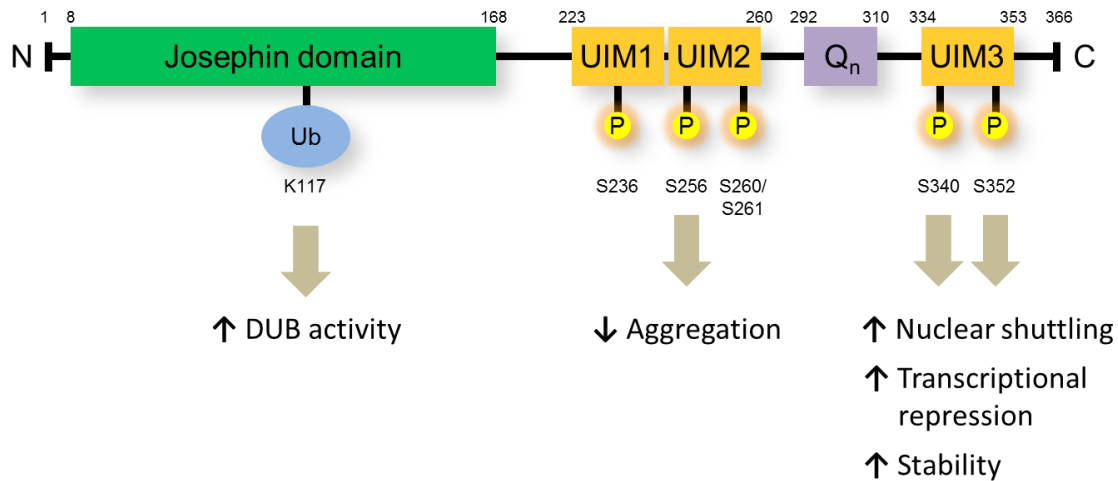 1 8 168 223 260 292 310 334 353 366
N Josephin domain UIM1 UIM2 Qn UIM3 C
Ub P P P P P
K117 S236 S256 S260/ S340 S352
S261
↑ DUB activity ↓ Aggregation ↑ Nuclear shuttling
↑ Transcriptional
repression
↑ Stability